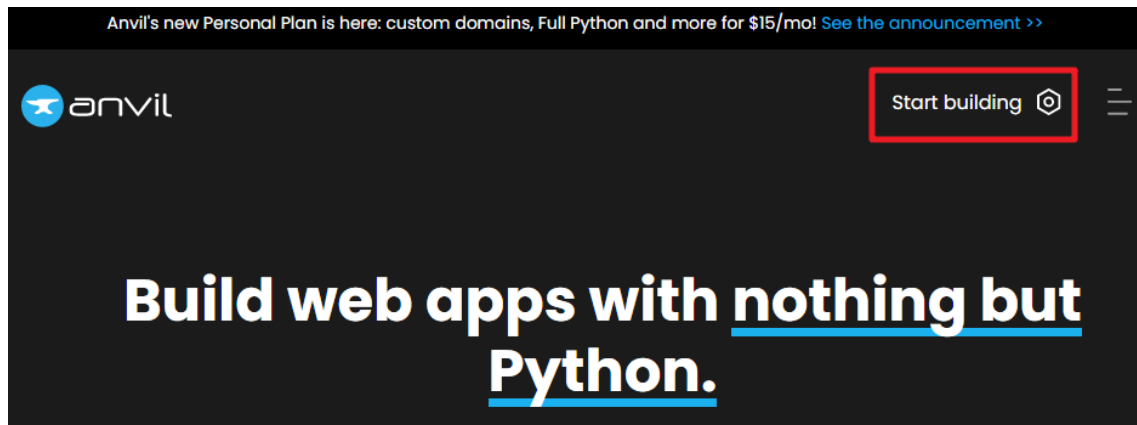 Anvil's new Personal Plan is here: custom domains, Full Python and more for $15/mo! See the announcement >>
anvil
Start building
Build web apps with nothing but
Python.